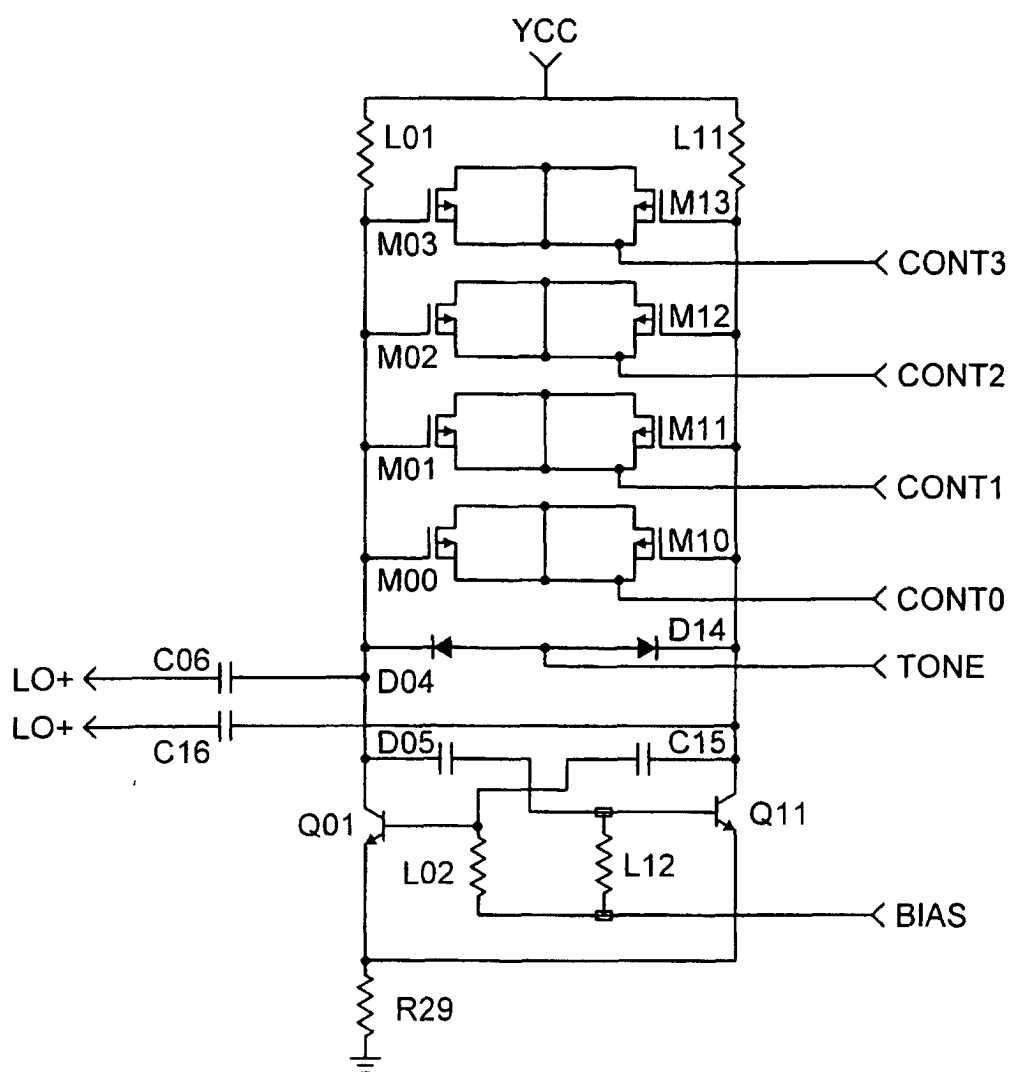 YCC
L01 L11
M03 M13
CONT3
M02 M12
CONT2
M01 M11
CONT1
M00 M10
CONT0
D14
C06
LO+ D04 TONE
LO+
C16 D05 C15
Q01 Q11
L02 L12
BIAS
R29